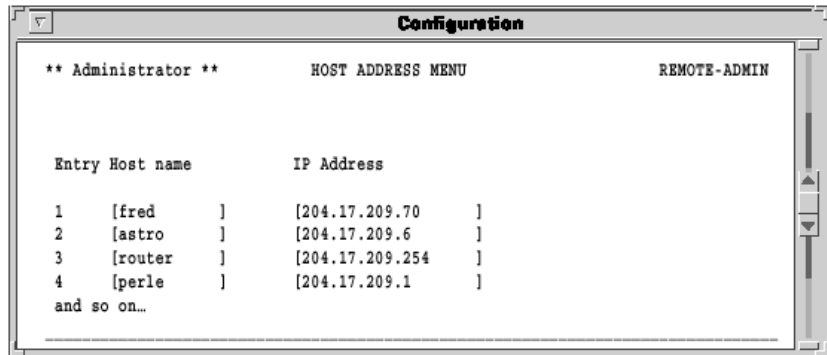 Configuration
** Administrator ** HOST ADDRESS MENU REMOTE-ADMIN
Entry Host name IP Address
1 [fred ] [204.17.209.70 ]
2 [astro ] [204.17.209.6 ]
3 [router ] [204.17.209.254 ]
4 [perle ] [204.17.209.1 ]
and so on…